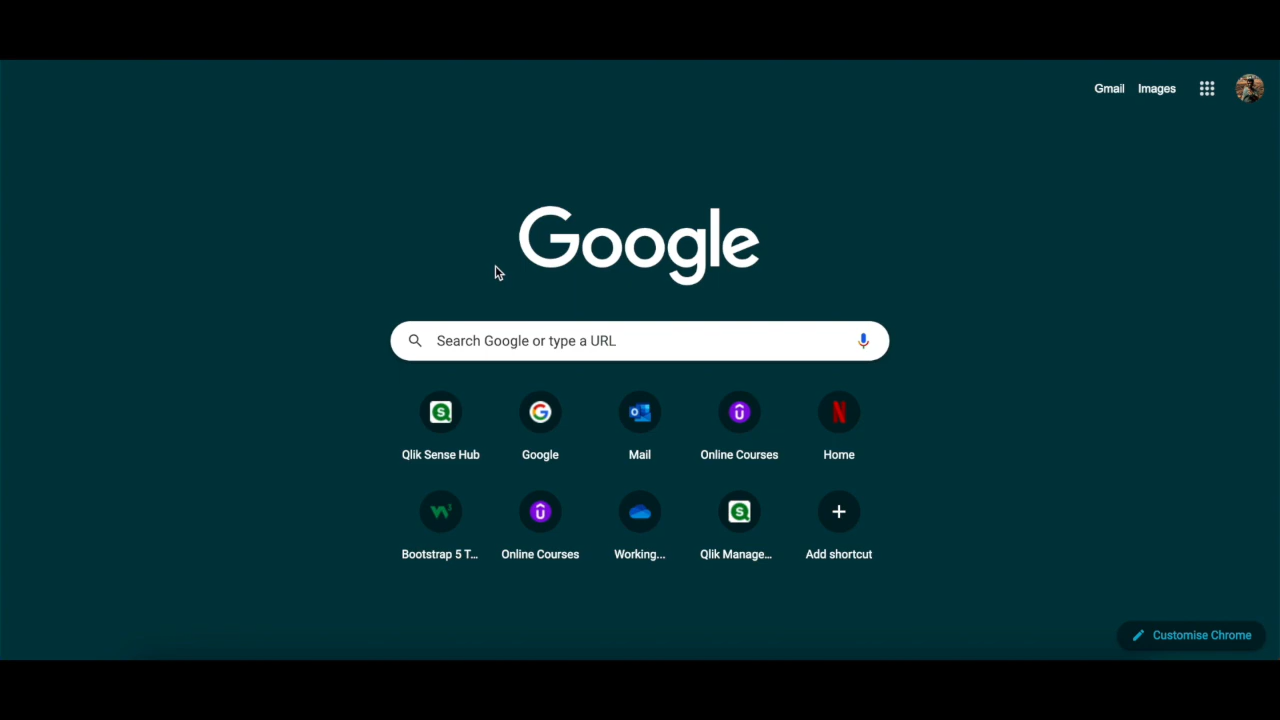 Gmail Images
Google
Search Google or type a URL
Qlik Sense Hub Google Mail Online Courses Home
Bootstrap 5 T... Online Courses Working... Qlik Manage... Add shortcut
Customise Chrome